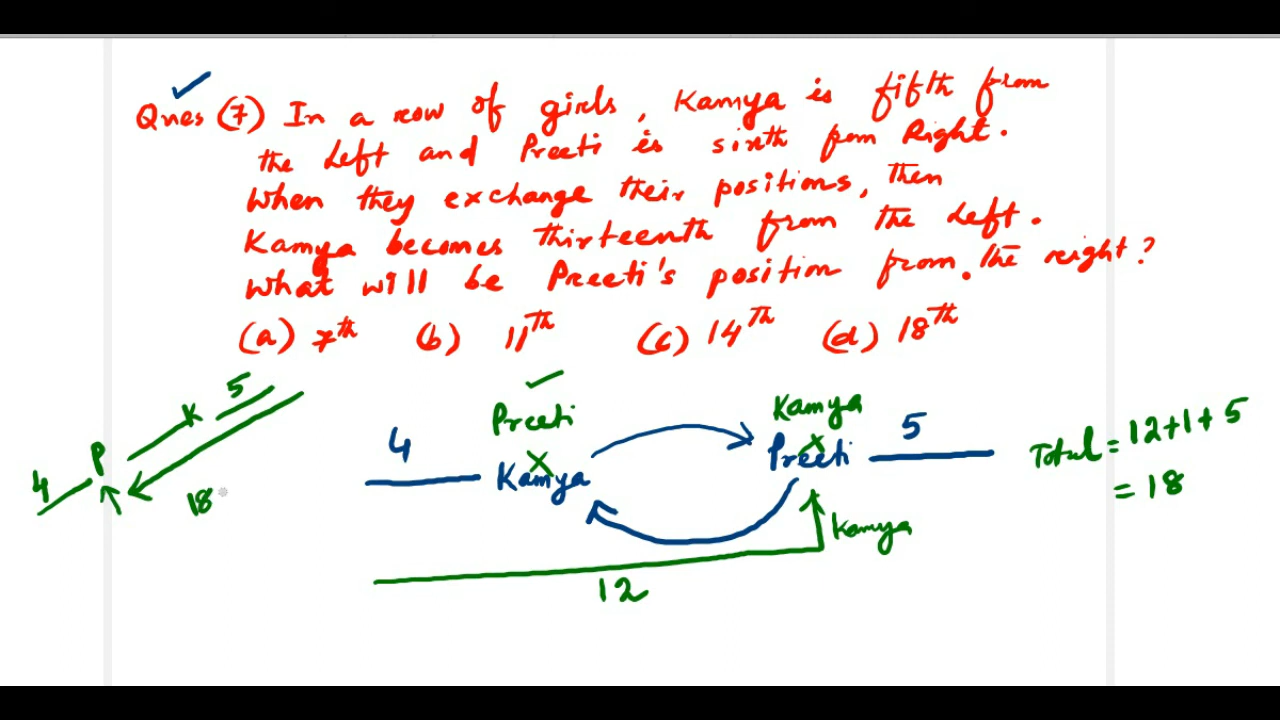 Ques (7) In a row of girls, Kamya is fifth from
the Left and Preeti is sixth from Right.
When they exchange their positions, then
Kamya becomes thirteenth from the Left.
What will be Preeti's position from the right?
(a) 7th (b) 11th (c) 14th (d) 18th
5
K
P
4
18
Preeti
4
Kamya
Kamya
Preeti
5
Kamya
12
Total = 12+1+5
= 18